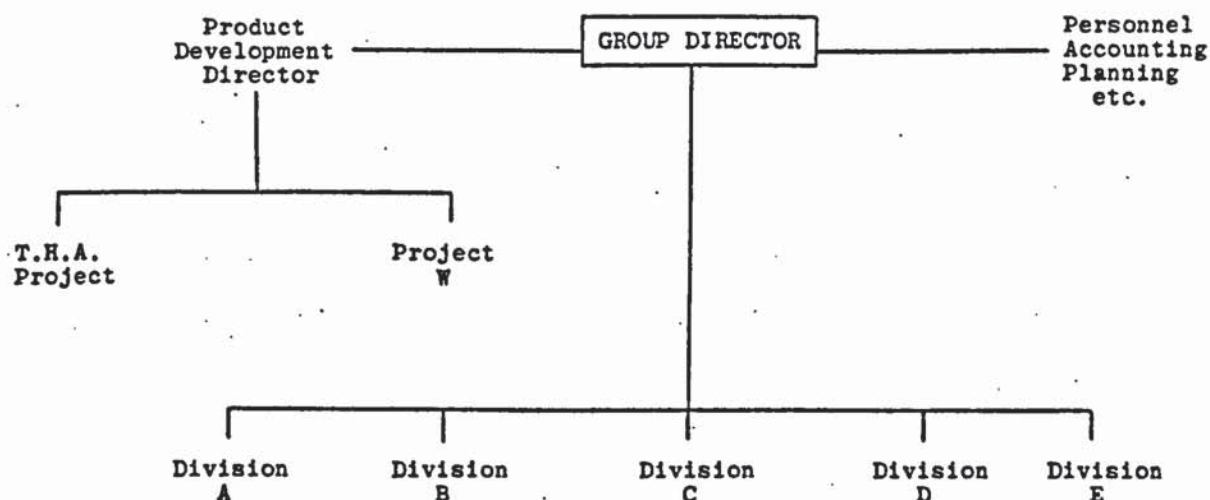 Product
Development
Director
GROUP DIRECTOR
Personnel
Accounting
Planning
etc.
T.H.A.
Project
Project
W
Division
A
Division
B
Division
C
Division
D
Division
E